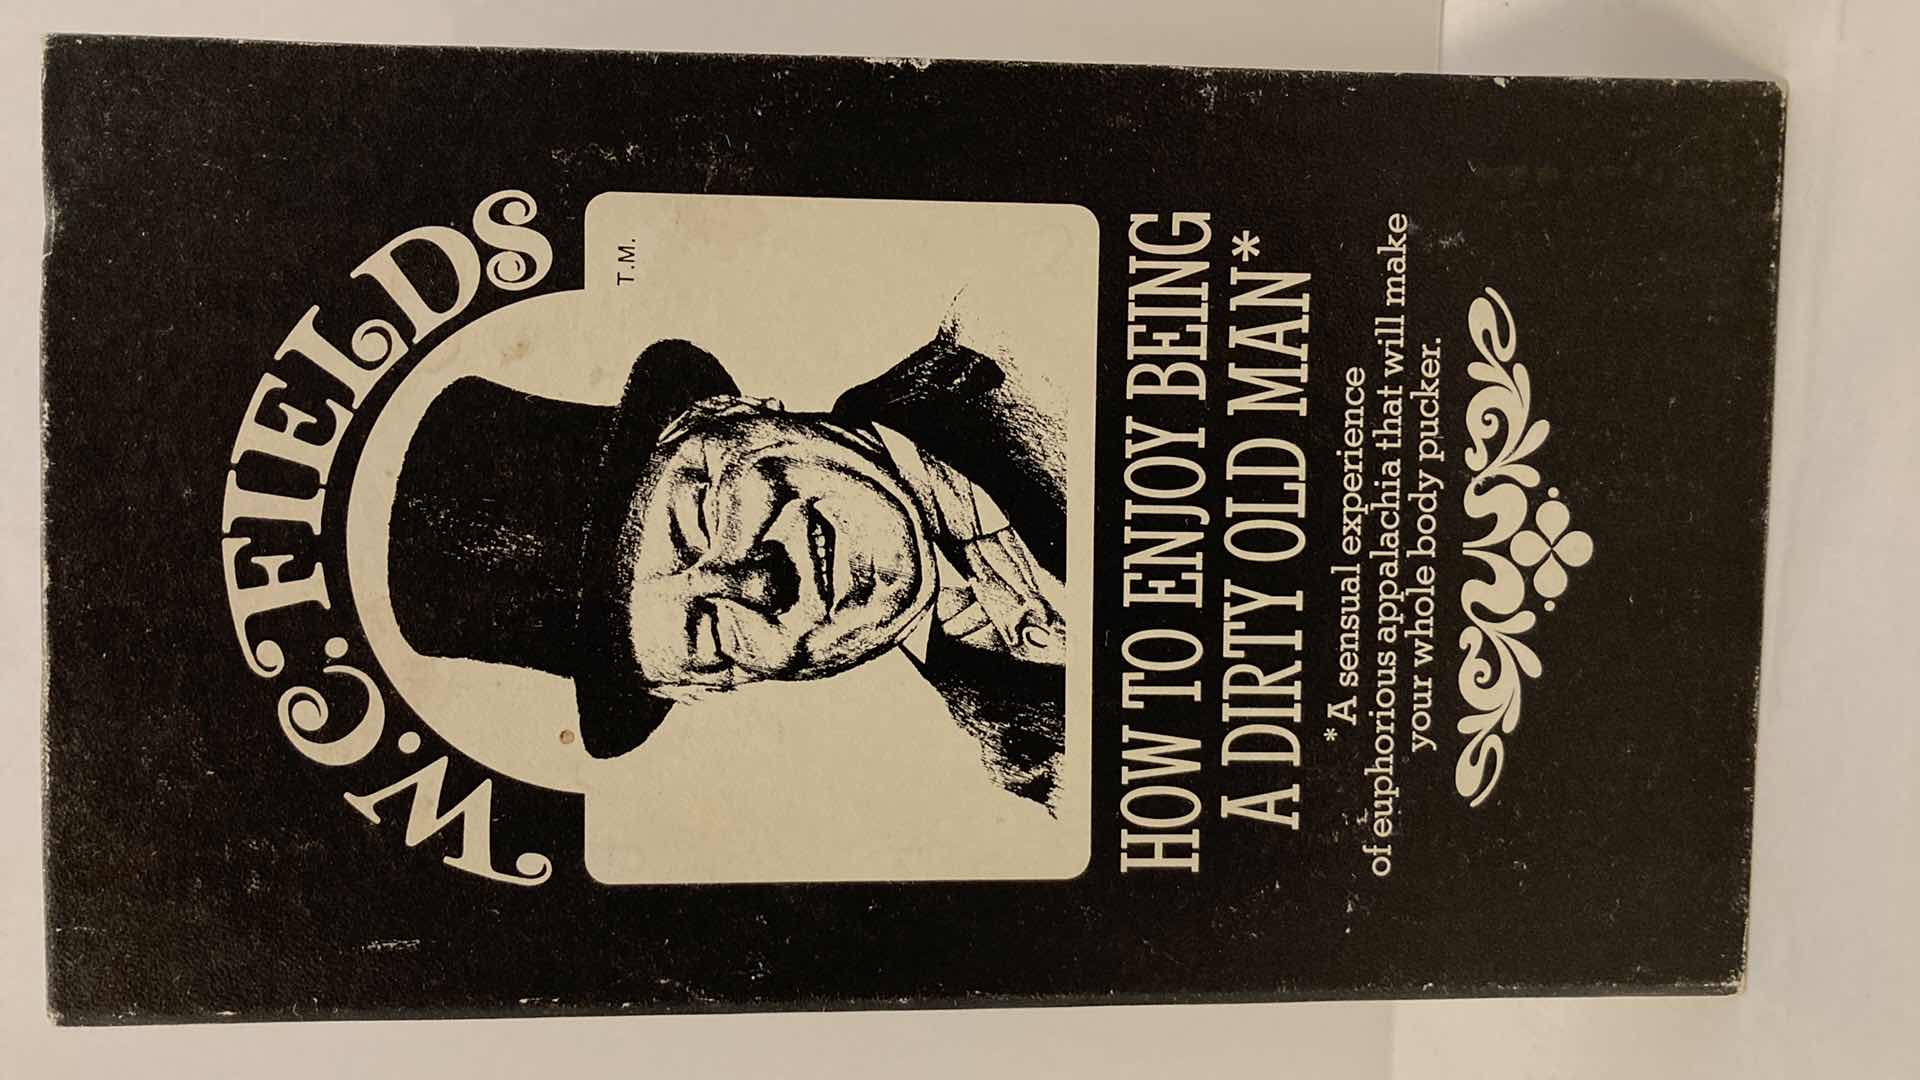 W.C. FIELDS
T.M.
HOW TO ENJOY BEING
A DIRTY OLD MAN*
*A sensual experience
of euphorious appalachia that will make
your whole body pucker.